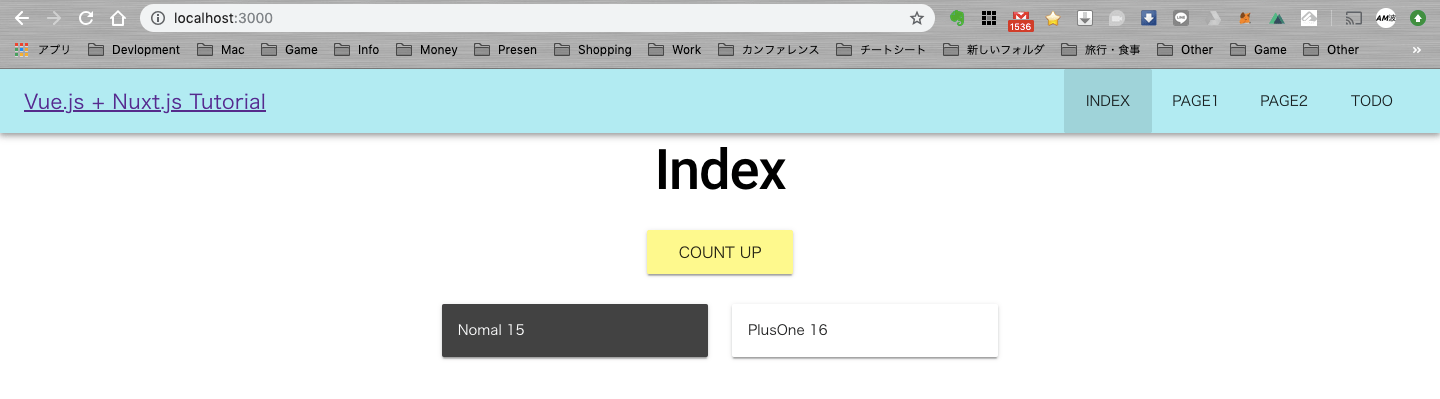 localhost:3000
1536
AM波
アプリ Devlopment Mac Game Info Money Presen Shopping Work カンファレンス チートシート 新しいフォルダ 旅行・食事 Other Game Other »
Vue.js + Nuxt.js Tutorial INDEX PAGE1 PAGE2 TODO
Index
COUNT UP
Nomal 15 PlusOne 16